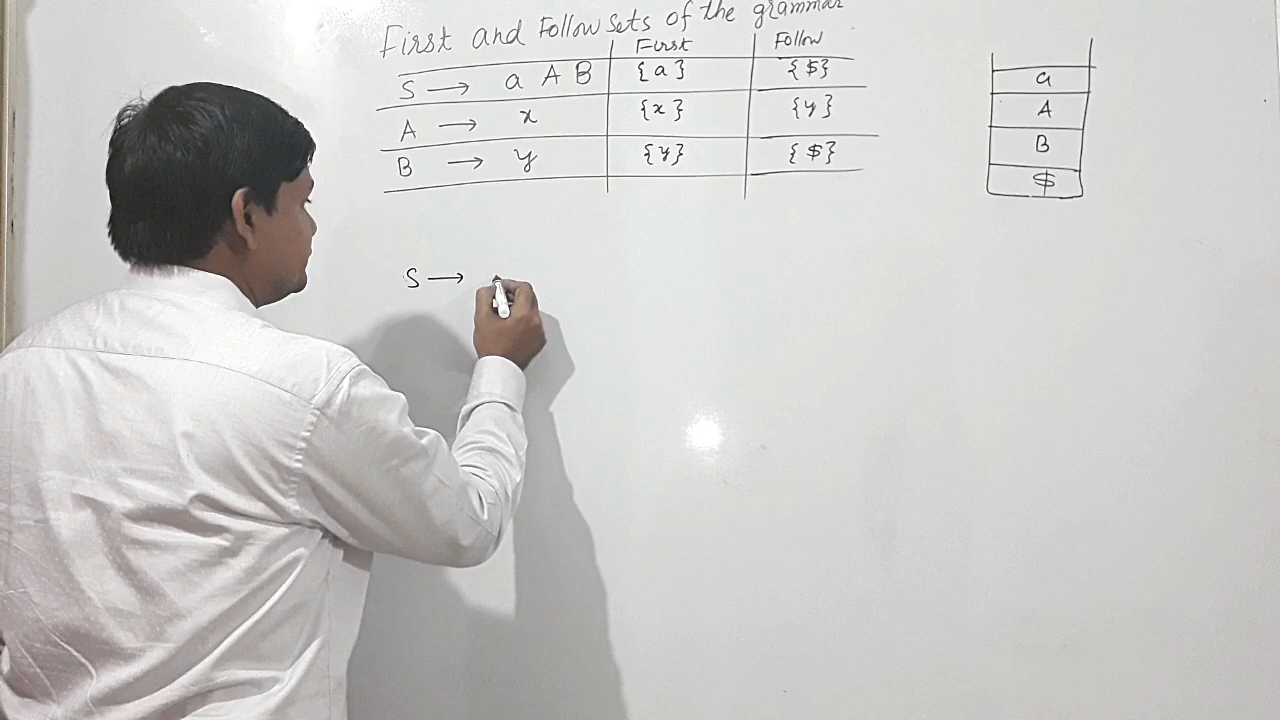 First and Follow Sets of the grammar
First Follow
S → a A B {a} {$}
A → x {x} {y}
B → y {y} {$}
a
A
B
$
S →